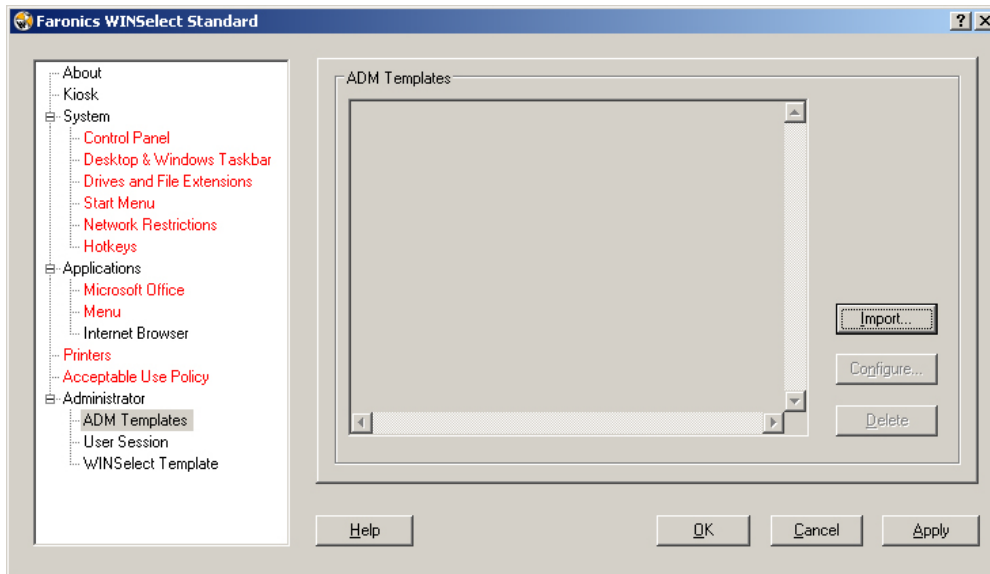 Faronics WINSelect Standard
About
Kiosk
System
Control Panel
Desktop & Windows Taskbar
Drives and File Extensions
Start Menu
Network Restrictions
Hotkeys
Applications
Microsoft Office
Menu
Internet Browser
Printers
Acceptable Use Policy
Administrator
ADM Templates
User Session
WINSelect Template
ADM Templates
Import...
Configure...
Delete
Help
OK
Cancel
Apply